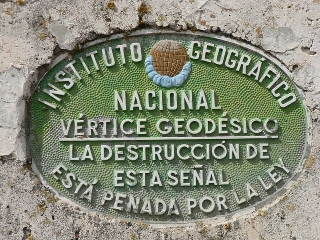 INSTITUTO GEOGRÁFICO
NACIONAL
VÉRTICE GEODÉSICO
LA DESTRUCCIÓN DE
ESTA SEÑAL
ESTÁ PENADA POR LA LEY